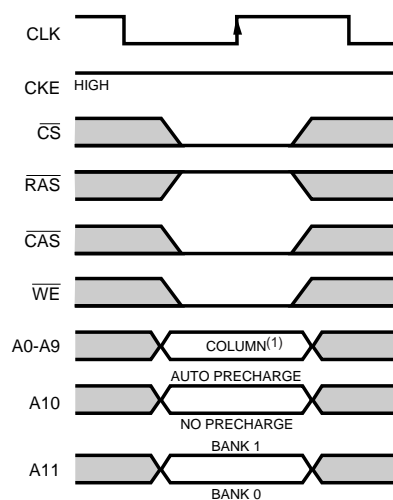 CLK
CKE HIGH
CS
RAS
CAS
WE
A0-A9 COLUMN(1)
AUTO PRECHARGE
A10
NO PRECHARGE
BANK 1
A11
BANK 0